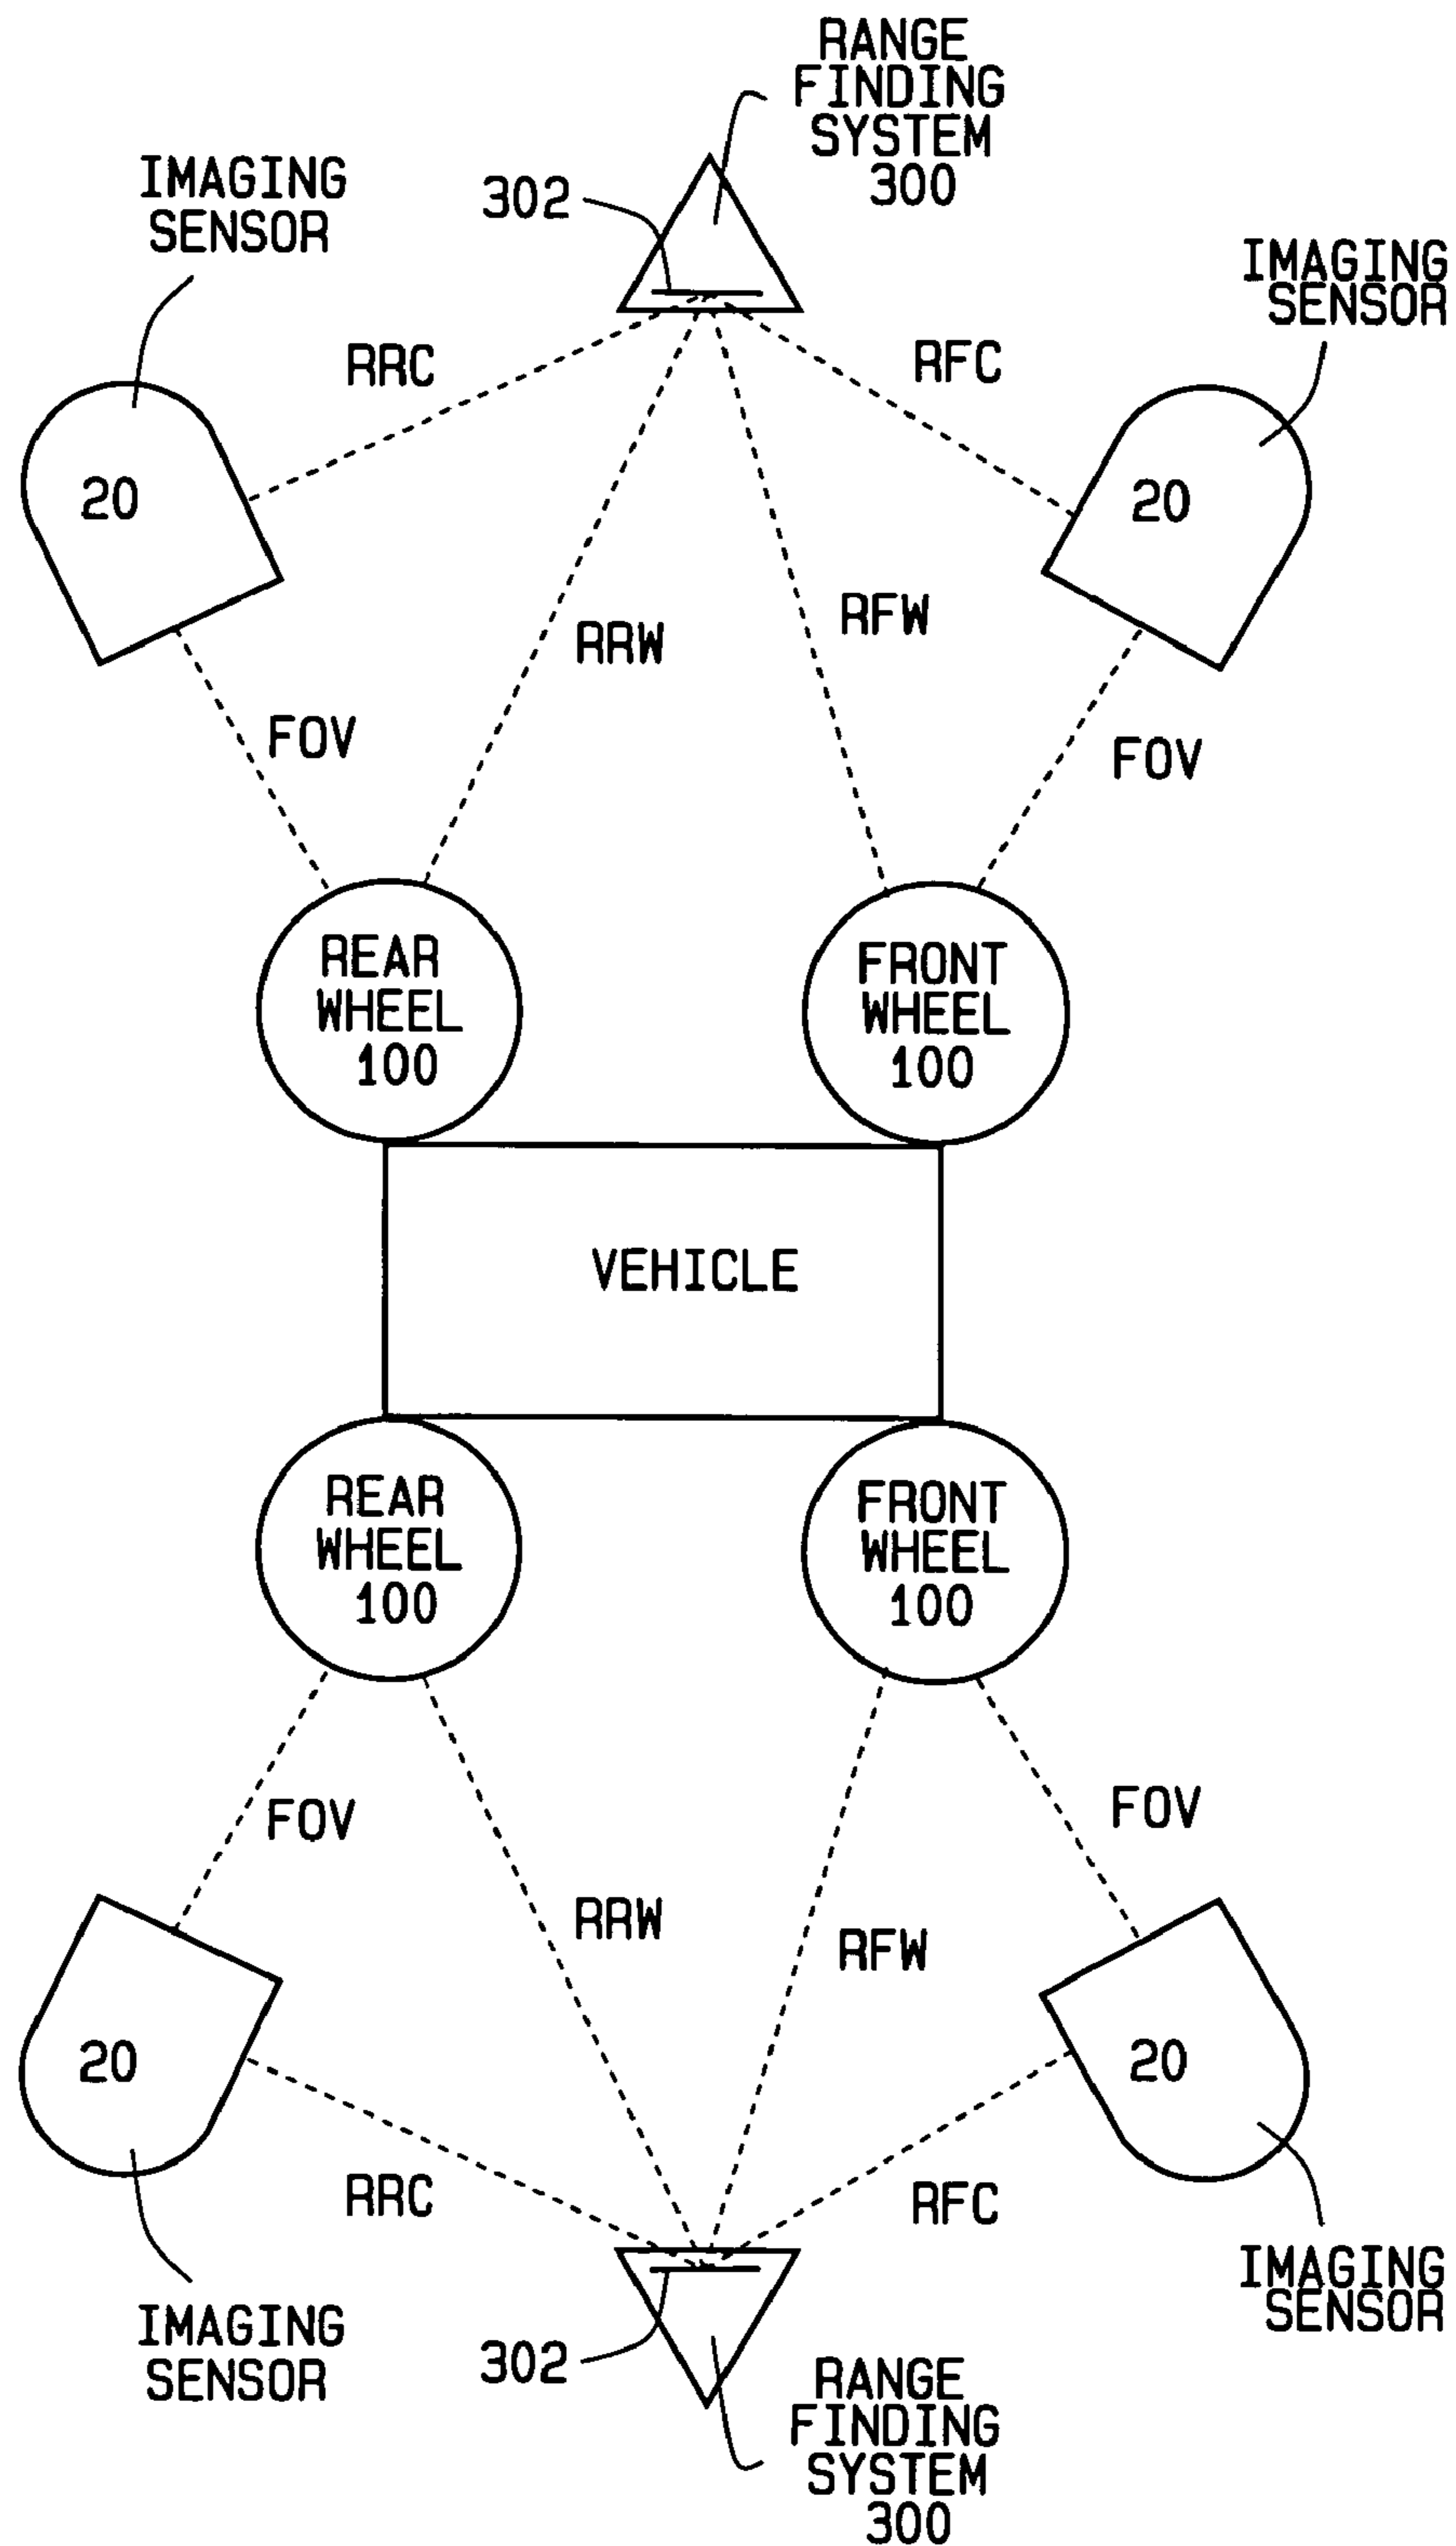 RANGE
FINDING
SYSTEM
300
302
IMAGING
SENSOR
IMAGING
SENSOR
RRC
RFC
20
20
RRW
RFW
FOV
FOV
REAR
WHEEL
100
FRONT
WHEEL
100
VEHICLE
REAR
WHEEL
100
FRONT
WHEEL
100
FOV
FOV
RRW
RFW
20
20
RRC
RFC
IMAGING
SENSOR
IMAGING
SENSOR
302
RANGE
FINDING
SYSTEM
300